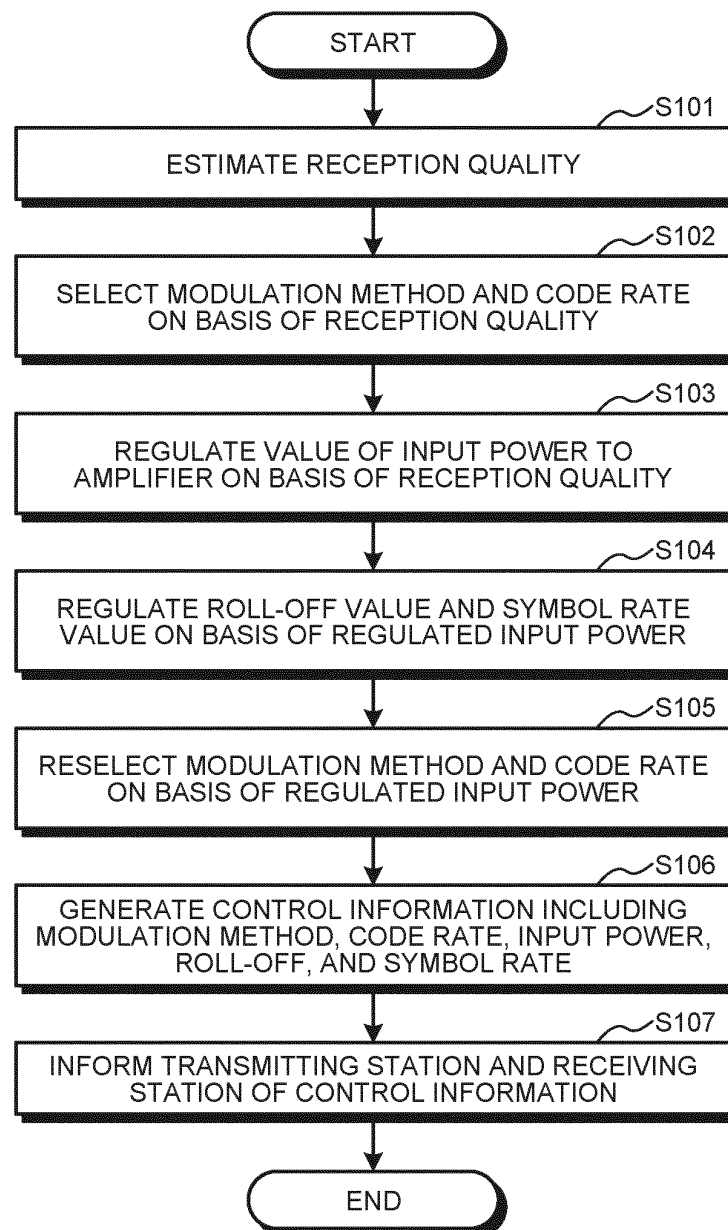 START
S101
ESTIMATE RECEPTION QUALITY
S102
SELECT MODULATION METHOD AND CODE RATE
ON BASIS OF RECEPTION QUALITY
S103
REGULATE VALUE OF INPUT POWER TO
AMPLIFIER ON BASIS OF RECEPTION QUALITY
S104
REGULATE ROLL-OFF VALUE AND SYMBOL RATE
VALUE ON BASIS OF REGULATED INPUT POWER
S105
RESELECT MODULATION METHOD AND CODE RATE
ON BASIS OF REGULATED INPUT POWER
S106
GENERATE CONTROL INFORMATION INCLUDING
MODULATION METHOD, CODE RATE, INPUT POWER,
ROLL-OFF, AND SYMBOL RATE
S107
INFORM TRANSMITTING STATION AND RECEIVING
STATION OF CONTROL INFORMATION
END